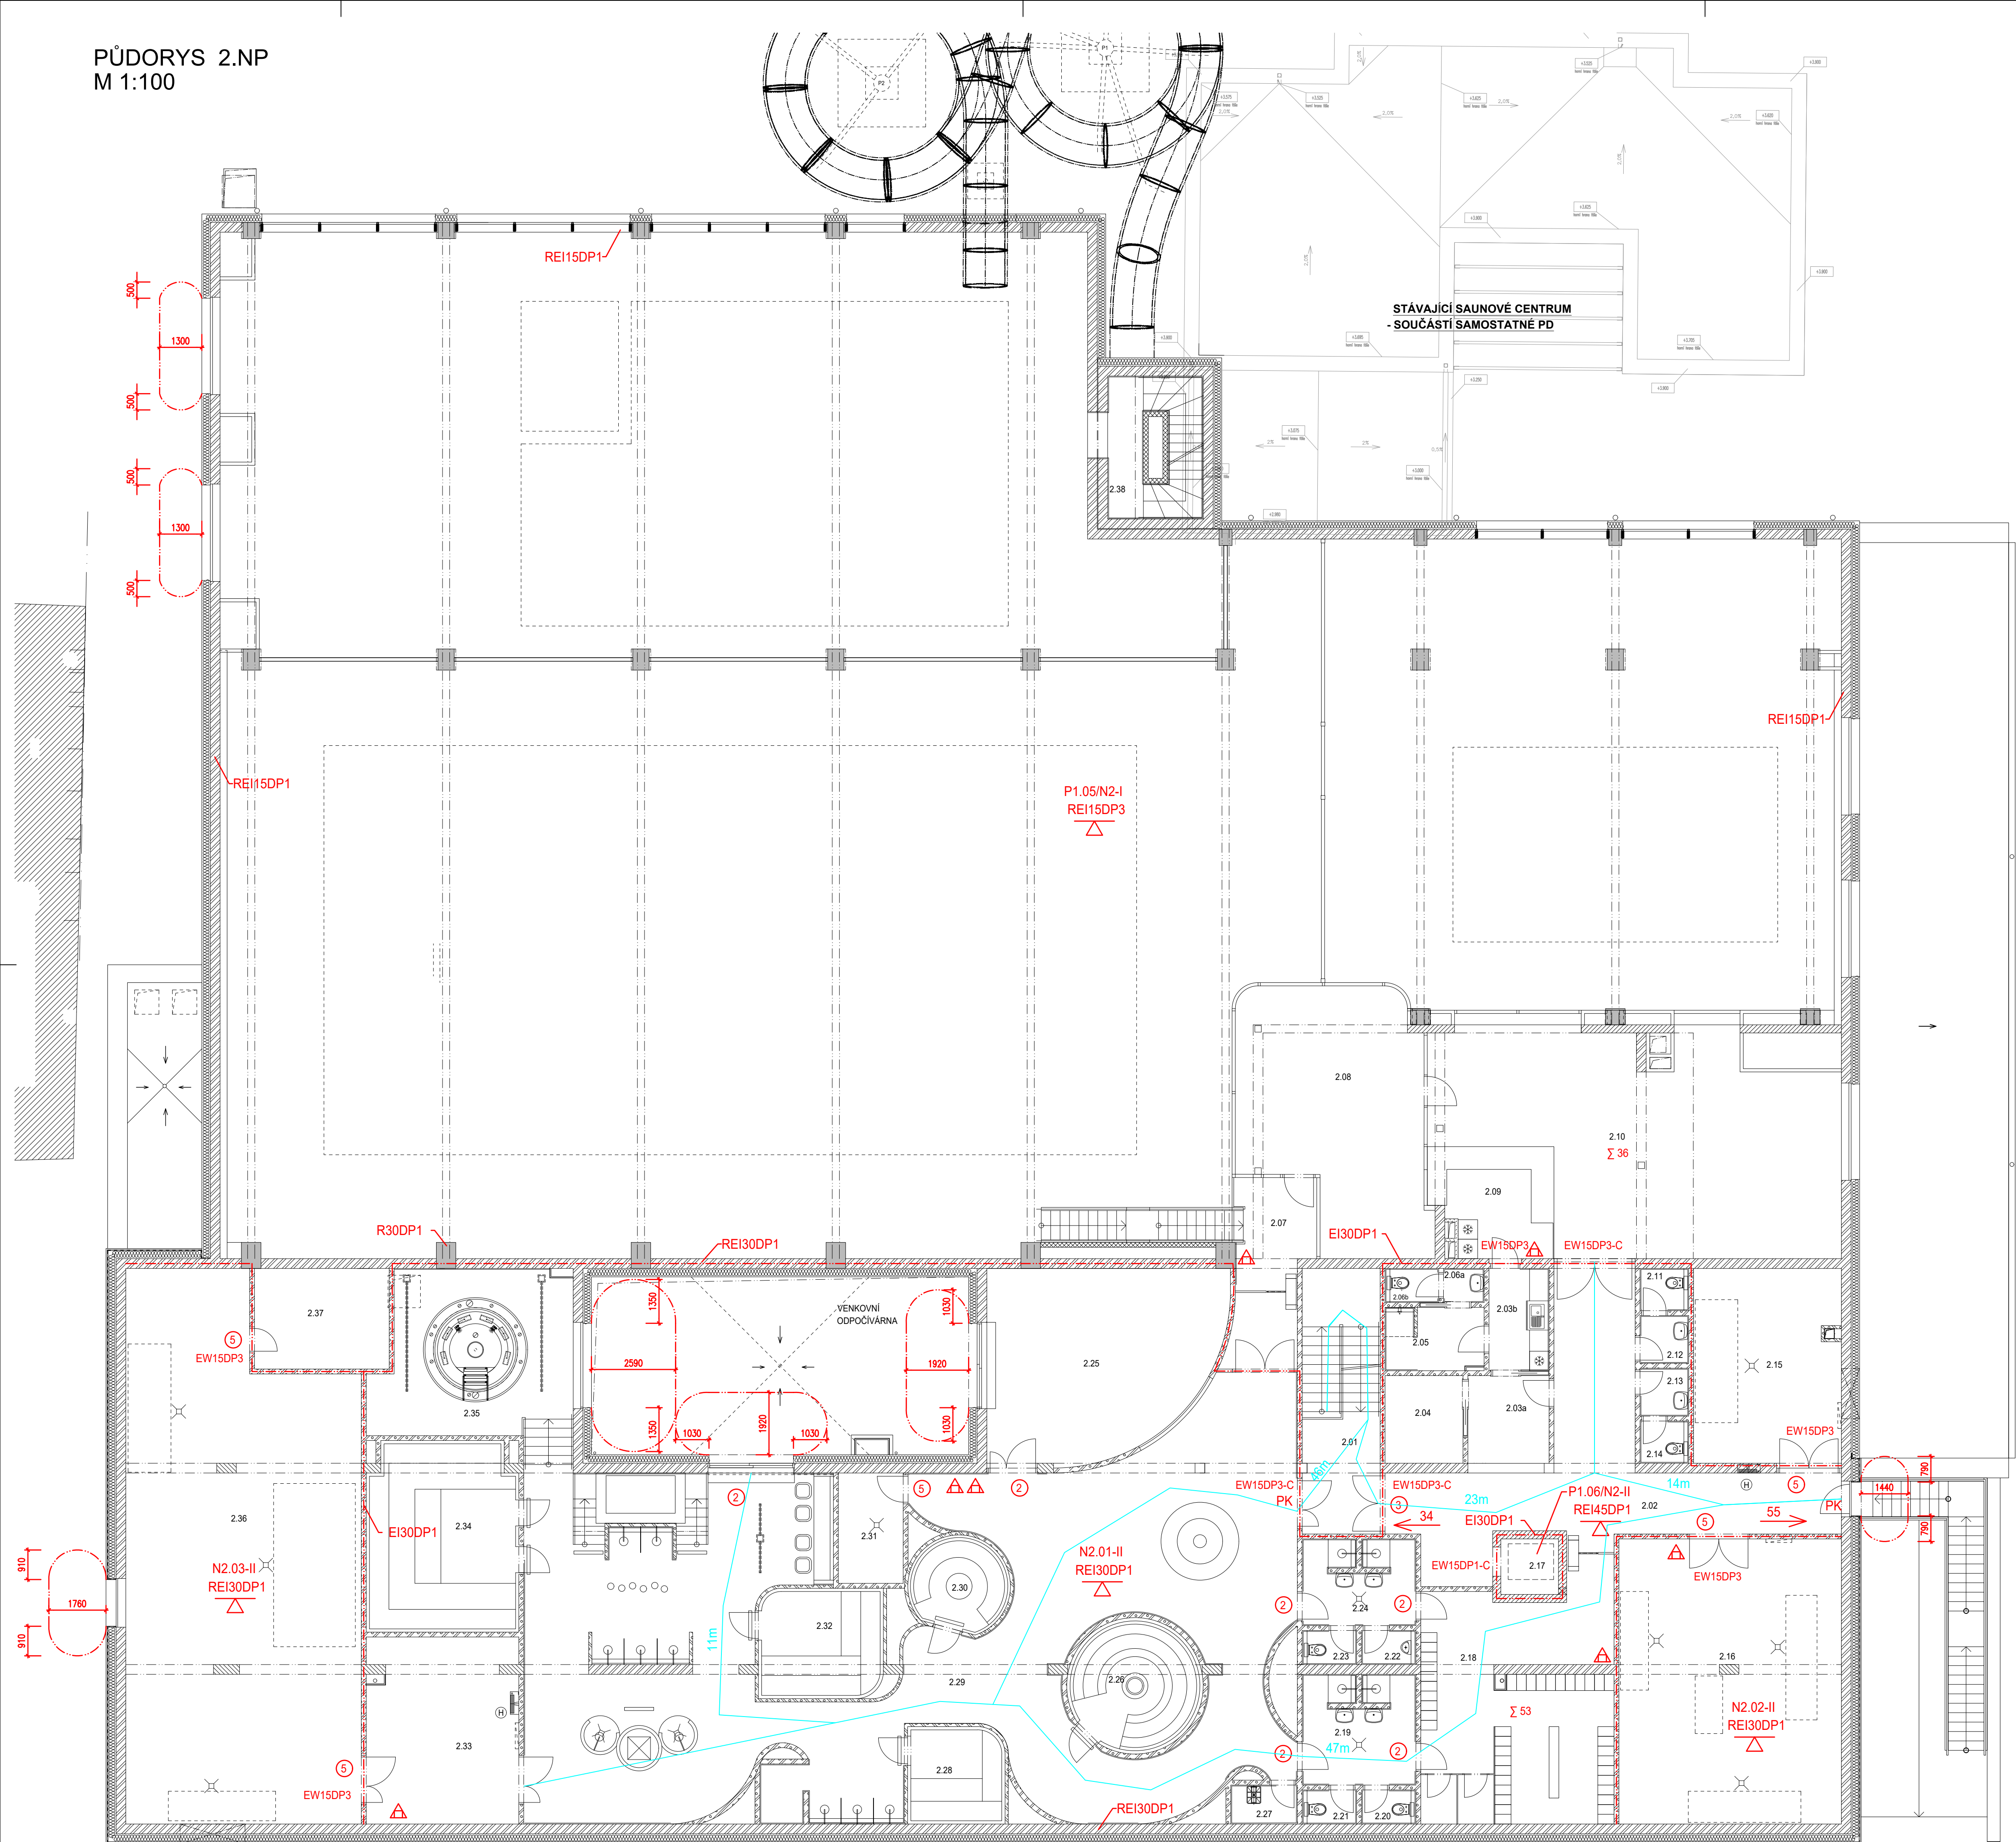 PŮDORYS 2.NP
M 1:100
P2
P1
STÁVAJÍCÍ SAUNOVÉ CENTRUM
- SOUČÁSTÍ SAMOSTATNÉ PD
REI15DP1
500
1300
500
500
1300
500
2.38
REI15DP1
REI15DP1
P1.05/N2-I
REI15DP3
2.08
2.10
∑ 36
2.09
2.07
R30DP1
REI30DP1
EI30DP1
EW15DP3
EW15DP3-C
2.37
5
EW15DP3
2.35
1350
2590
1350
VENKOVNÍ
ODPOČÍVÁRNA
1030
1920
1030
1030
1920
1030
2.25
2.06a
2.06b
2.03b
2.05
2.04
2.03a
2.01
2.11
2.12
2.13
2.14
2.15
EW15DP3
48m
EW15DP3-C
PK
EW15DP3-C
3
34
23m
14m
H
5
2.02
P1.06/N2-II
REI45DP1
EI30DP1
5
55
PK
790
1440
790
2.36
EI30DP1
2.34
2
5
2
2.31
2.30
N2.01-II
REI30DP1
EW15DP1-C
2.17
EW15DP3
910
1760
910
N2.03-II
REI30DP1
11m
2.32
2
2.24
2
2.23
2.22
2.18
2.16
2.29
2.26
H
2.33
5
EW15DP3
2.28
REI30DP1
2.27
2
2.19
47m
2
2.21
2.20
∑ 53
N2.02-II
REI30DP1